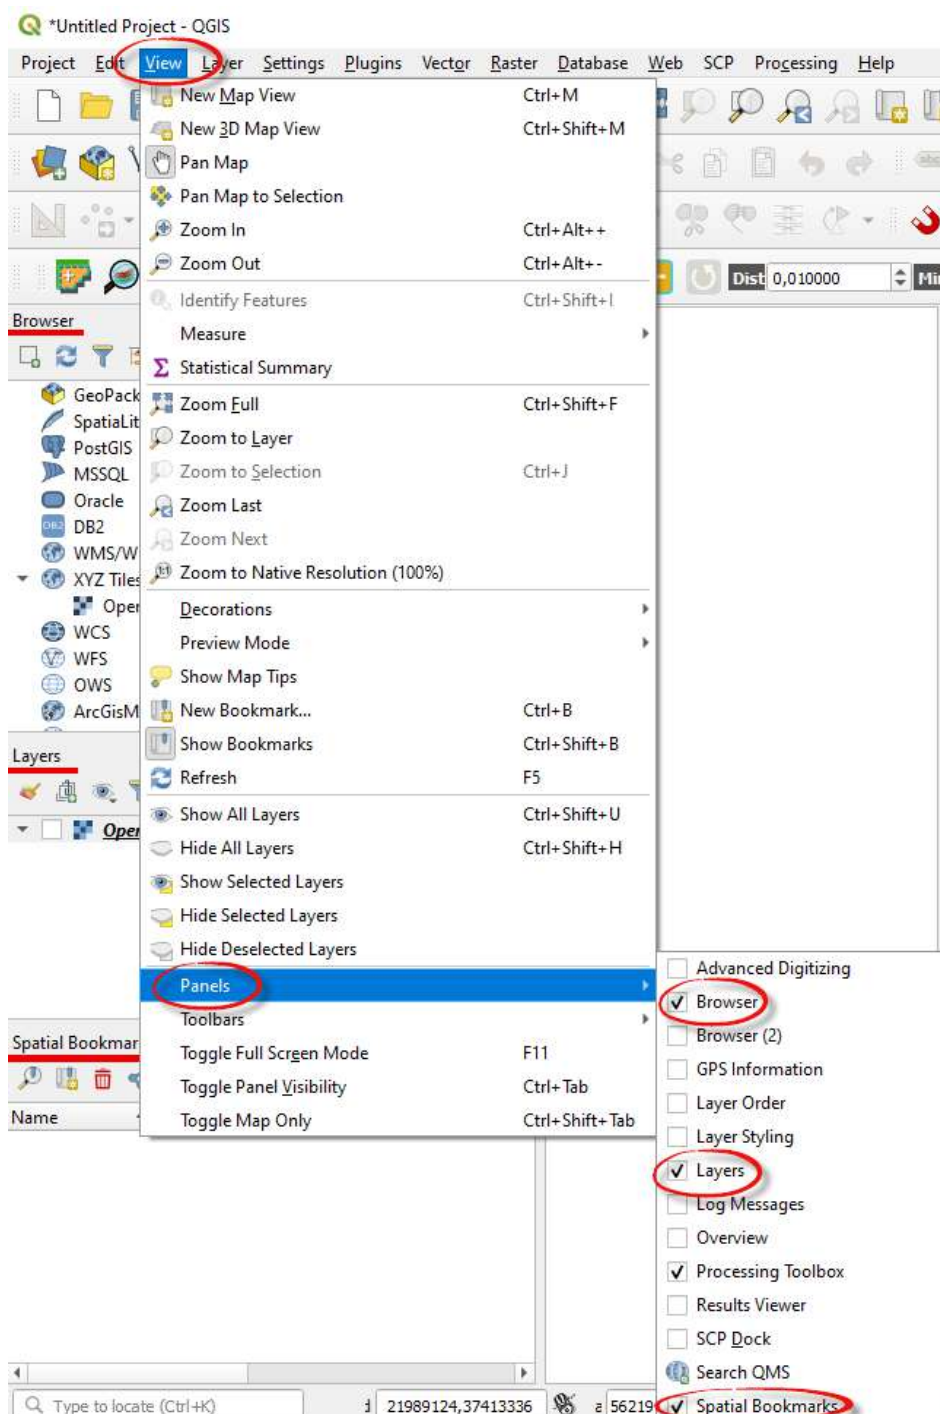 *Untitled Project - QGIS
Project Edit View Layer Settings Plugins Vector Raster Database Web SCP Processing Help
New Map View Ctrl+M
New 3D Map View Ctrl+Shift+M
Pan Map
Pan Map to Selection
Zoom In Ctrl+Alt++
Zoom Out Ctrl+Alt+-
Dist 0,010000
Identify Features Ctrl+Shift+I
Browser
Measure
Statistical Summary
GeoPack
Zoom Full Ctrl+Shift+F
SpatiaLit
Zoom to Layer
PostGIS
MSSQL
Zoom to Selection Ctrl+J
Oracle
Zoom Last
DB2
DB2
Zoom Next
WMS/W
XYZ Tiles
Zoom to Native Resolution (100%)
Oper
Decorations
WCS
Preview Mode
WFS
Show Map Tips
OWS
ArcGisM
New Bookmark... Ctrl+B
Show Bookmarks Ctrl+Shift+B
Layers
Refresh F5
Show All Layers Ctrl+Shift+U
Oper
Hide All Layers Ctrl+Shift+H
Show Selected Layers
Hide Selected Layers
Hide Deselected Layers
Panels
Toolbars
Spatial Bookmar
Toggle Full Screen Mode F11
Toggle Panel Visibility Ctrl+Tab
Name
Toggle Map Only Ctrl+Shift+Tab
Advanced Digitizing
Browser
Browser (2)
GPS Information
Layer Order
Layer Styling
Layers
Log Messages
Overview
Processing Toolbox
Results Viewer
SCP Dock
Search QMS
Spatial Bookmarks
Type to locate (Ctrl+K) 21989124,37413336 a 56219